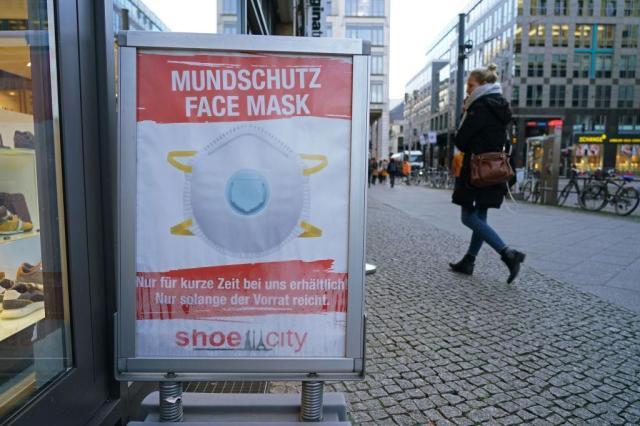 MUNDSCHUTZ
FACE MASK
Nur für kurze Zeit bei uns erhältlich
Nur solange der Vorrat reicht.
shoe city